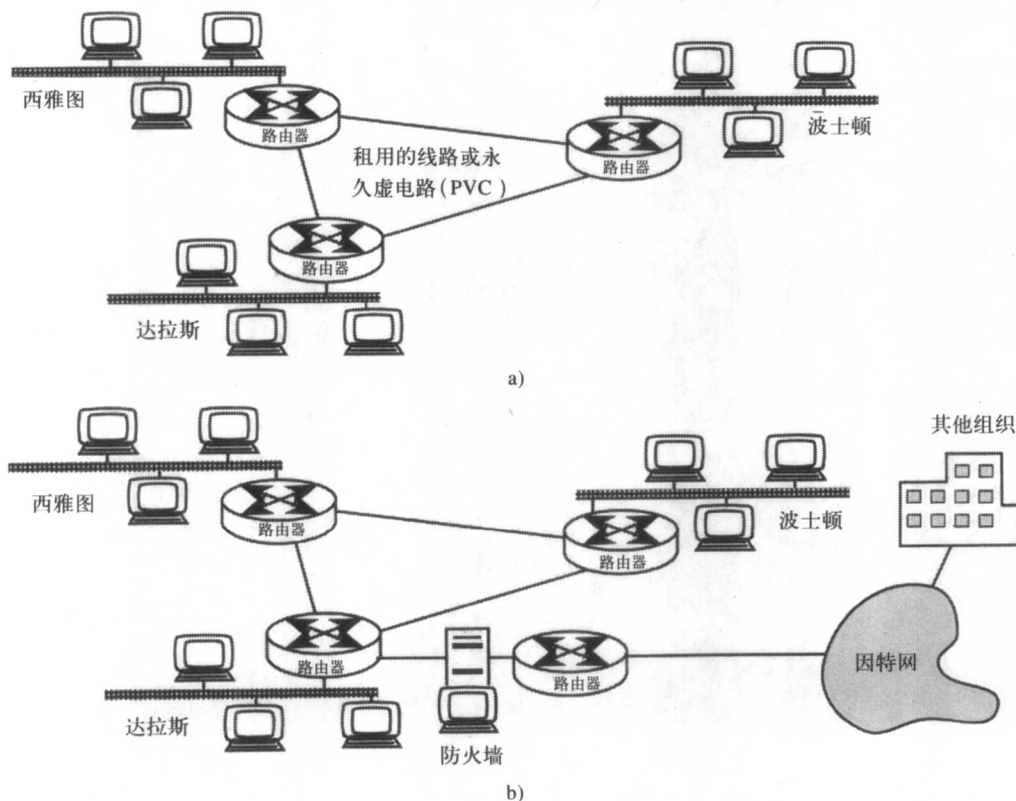 西雅图
路由器
波士顿
路由器
租用的线路或永
久虚电路(PVC)
路由器
达拉斯
a)
其他组织
西雅图
路由器
波士顿
路由器
路由器
因特网
路由器
达拉斯
防火墙
b)